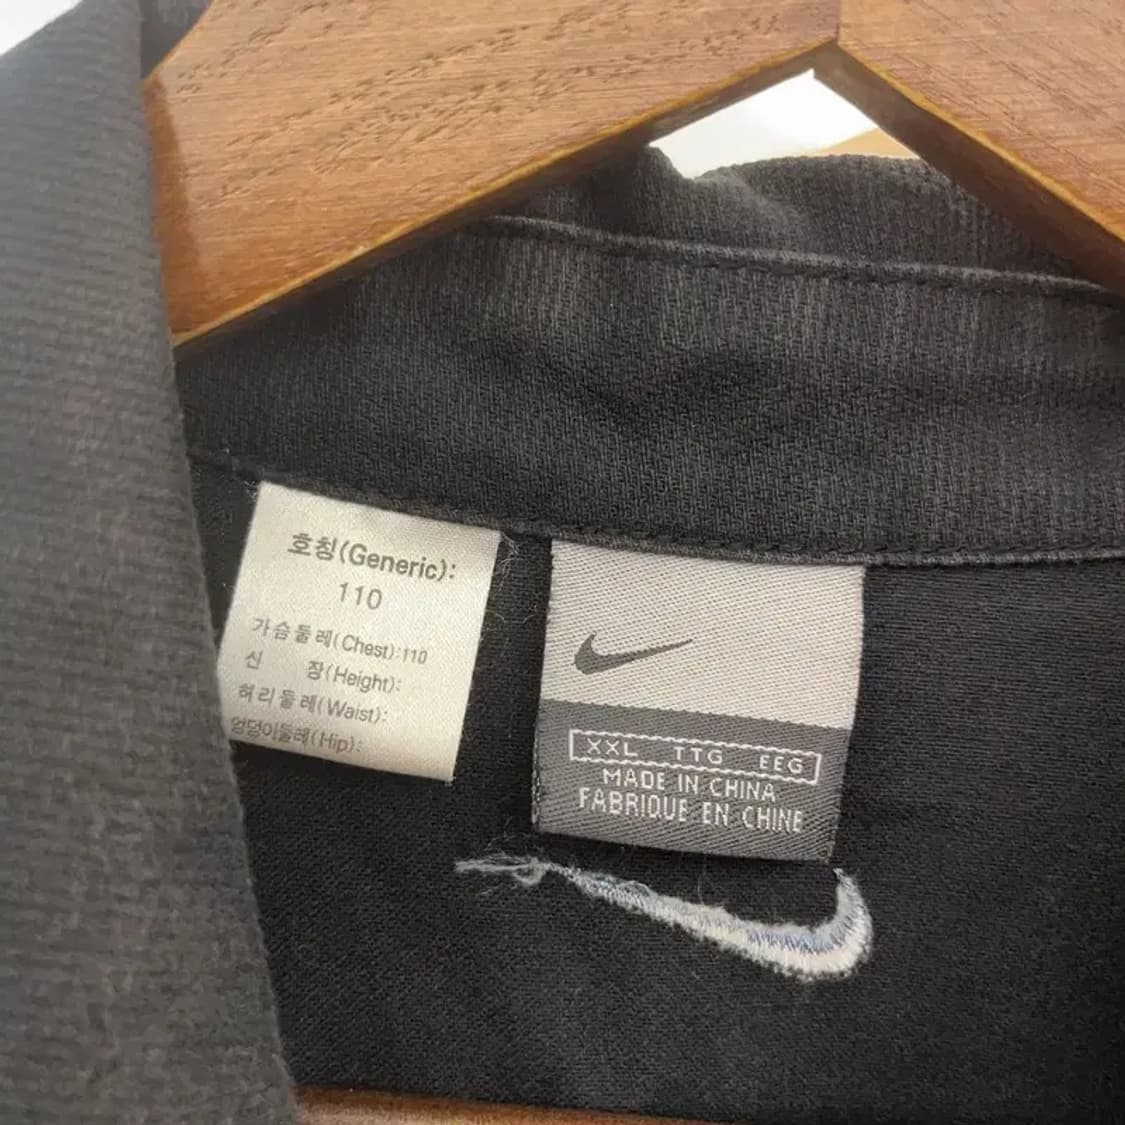 호칭(Generic):
110
가슴둘레(Chest):110
신 장(Height):
허리둘레(Waist):
엉덩이둘레(Hip):
XXL TTG EEG
MADE IN CHINA
FABRIQUE EN CHINE